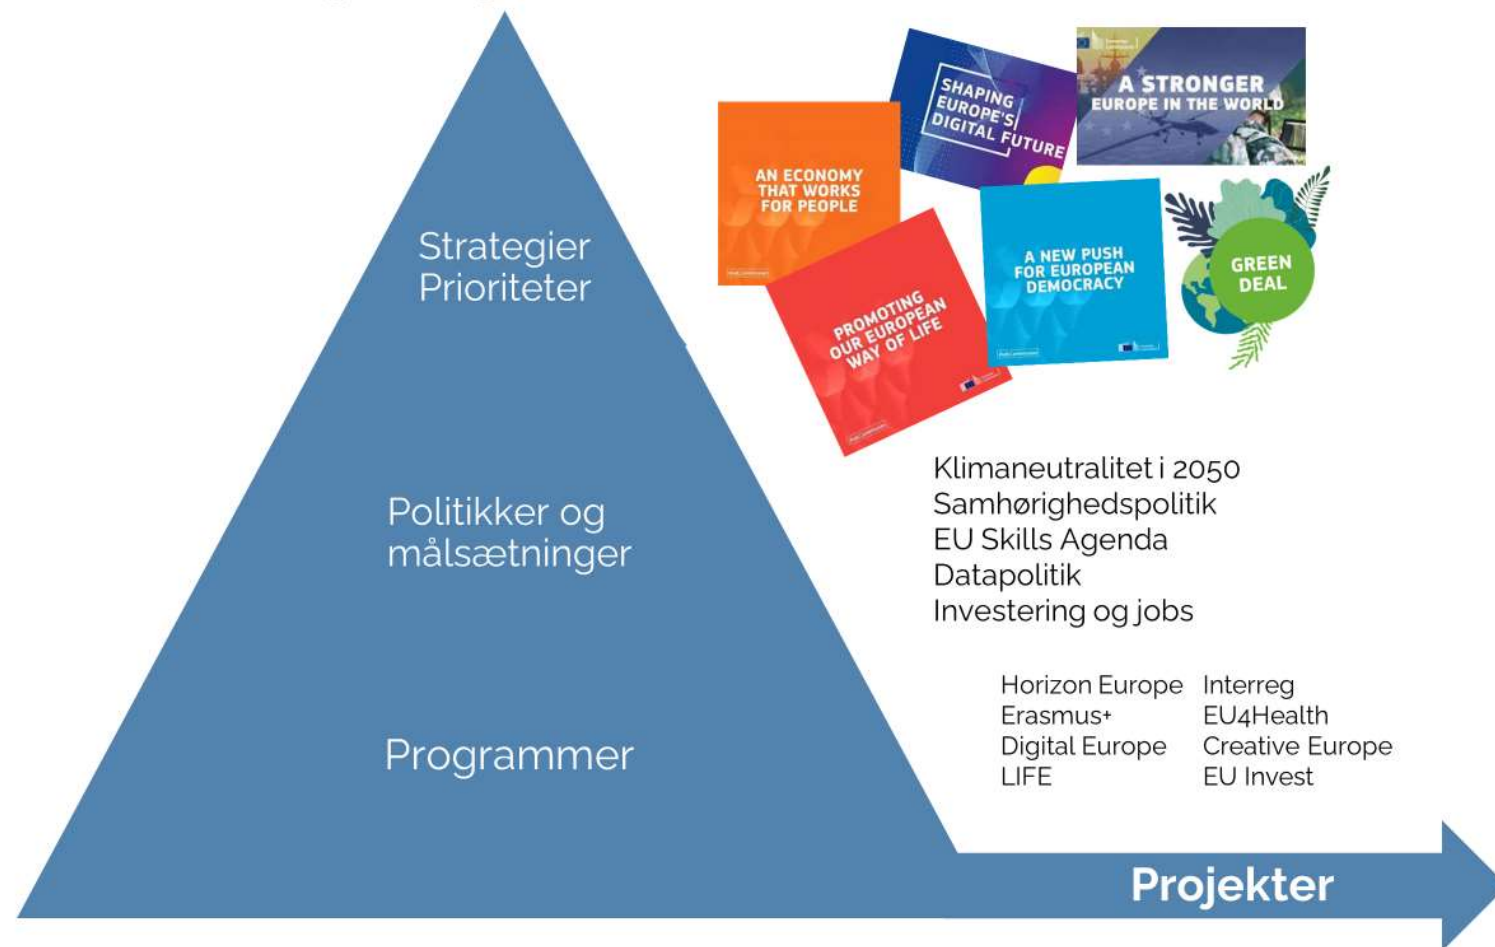 Strategier
Prioriteter
SHAPING
EUROPE'S
DIGITAL FUTURE
A STRONGER
EUROPE IN THE WORLD
AN ECONOMY
THAT WORKS
FOR PEOPLE
A NEW PUSH
FOR EUROPEAN
DEMOCRACY
GREEN
DEAL
PROMOTING
OUR EUROPEAN
WAY OF LIFE
Politikker og
målsætninger
Klimaneutralitet i 2050
Samhørighedspolitik
EU Skills Agenda
Datapolitik
Investering og jobs
Programmer
Horizon Europe
Erasmus+
Digital Europe
LIFE
Interreg
EU4Health
Creative Europe
EU Invest
Projekter